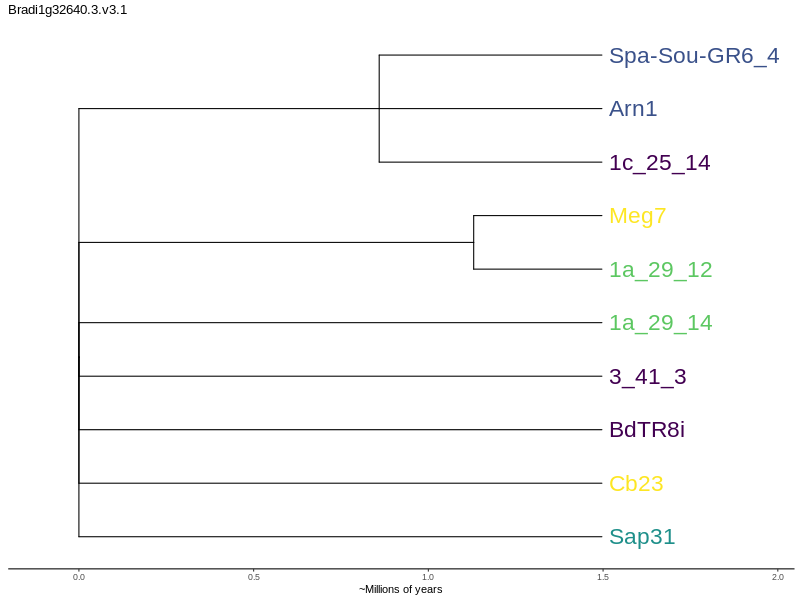 Bradi1g32640.3.v3.1
Spa-Sou-GR6_4
Arn1
1c_25_14
Meg7
1a_29_12
1a_29_14
3_41_3
BdTR8i
Cb23
Sap31
0.0 0.5 1.0 1.5 2.0
~Millions of years